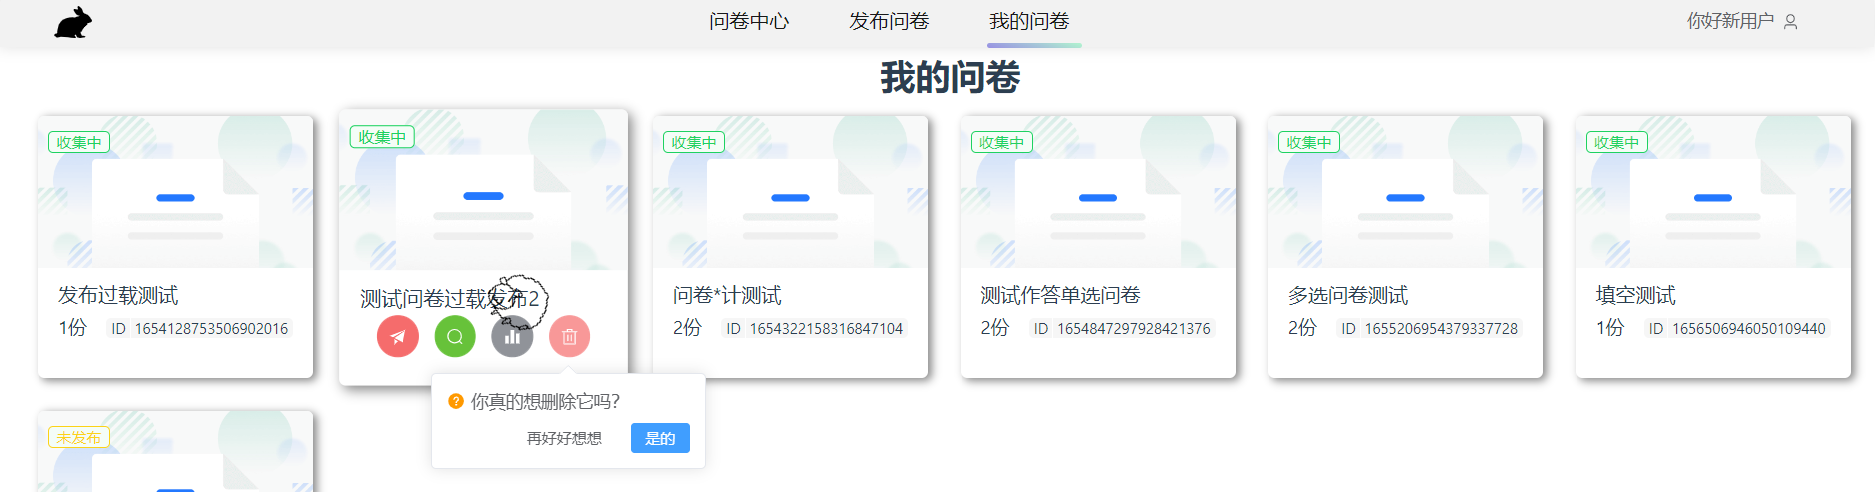 问卷中心 发布问卷 我的问卷 你好新用户
我的问卷
收集中 收集中 收集中 收集中 收集中 收集中
发布过载测试 测试问卷过载发布2 问卷*计测试 测试作答单选问卷 多选问卷测试 填空测试
1份 ID 1654128753506902016 2份 ID 1654322158316847104 2份 ID 1654847297928421376 2份 ID 1655206954379337728 1份 ID 1656506946050109440
你真的想删除它吗?
再好好想想 是的
未发布